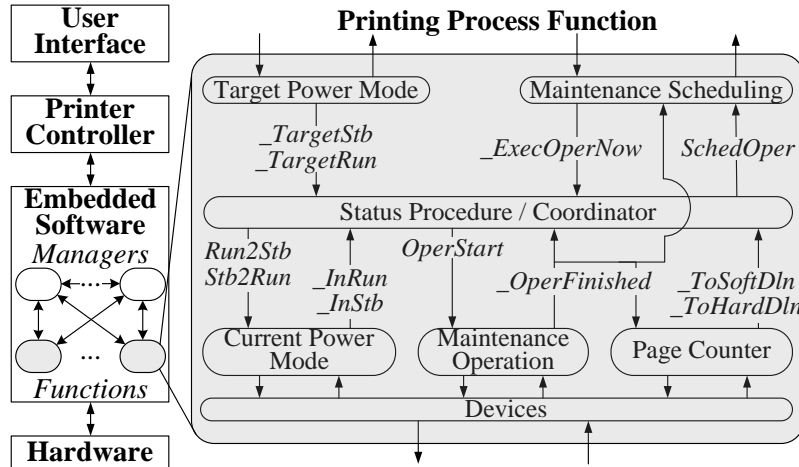 User
Interface
Printer
Controller
Embedded
Software
Managers
...
...
Functions
Hardware
Printing Process Function
Target Power Mode
Maintenance Scheduling
_TargetStb
_TargetRun
_ExecOperNow
SchedOper
Status Procedure / Coordinator
Run2Stb
Stb2Run
_InRun
_InStb
OperStart
_OperFinished
_ToSoftDln
_ToHardDln
Current Power
Mode
Maintenance
Operation
Page Counter
Devices